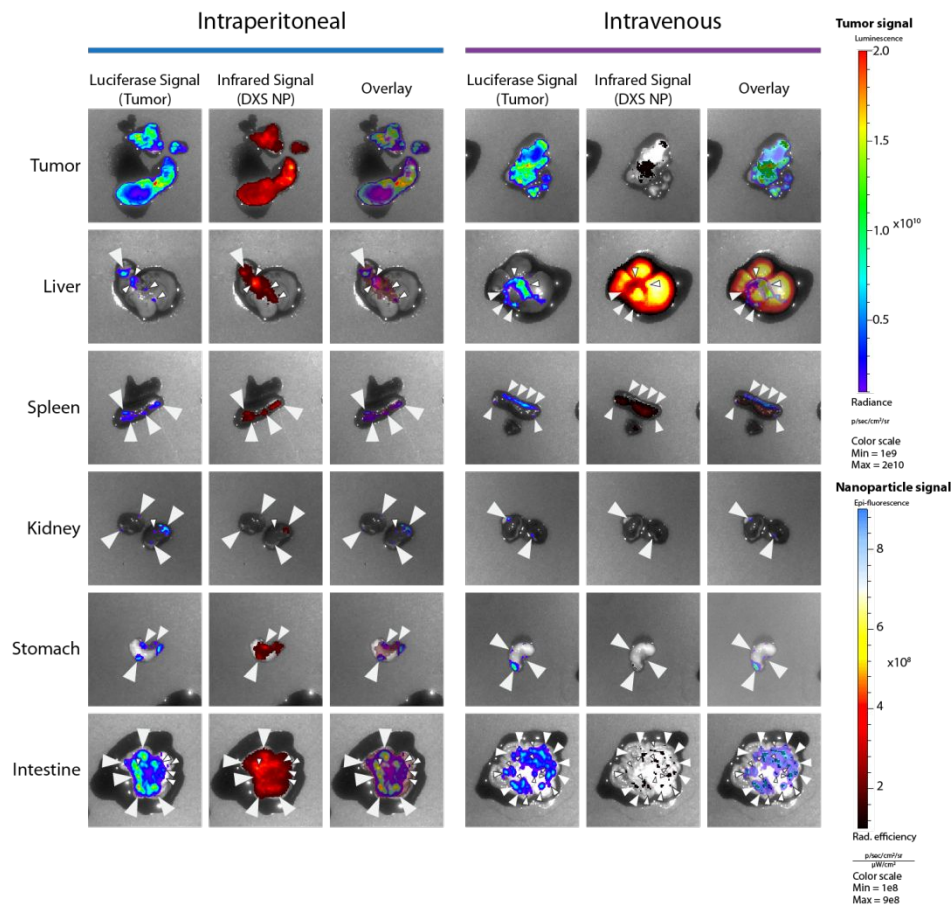 Intraperitoneal
Intravenous
Luciferase Signal
(Tumor)
Infrared Signal
(DXS NP)
Overlay
Luciferase Signal
(Tumor)
Infrared Signal
(DXS NP)
Overlay
Tumor
Liver
Spleen
Kidney
Stomach
Intestine
Tumor signal
Luminescence
2.0
1.5
1.0
x10¹⁰
0.5
Radiance
p/sec/cm²/sr
Color scale
Min = 1e9
Max = 2e10
Nanoparticle signal
Epi-fluorescence
8
6
x10⁸
4
2
Rad. efficiency
p/sec/cm²/sr
µW/cm²
Color scale
Min = 1e8
Max = 9e8